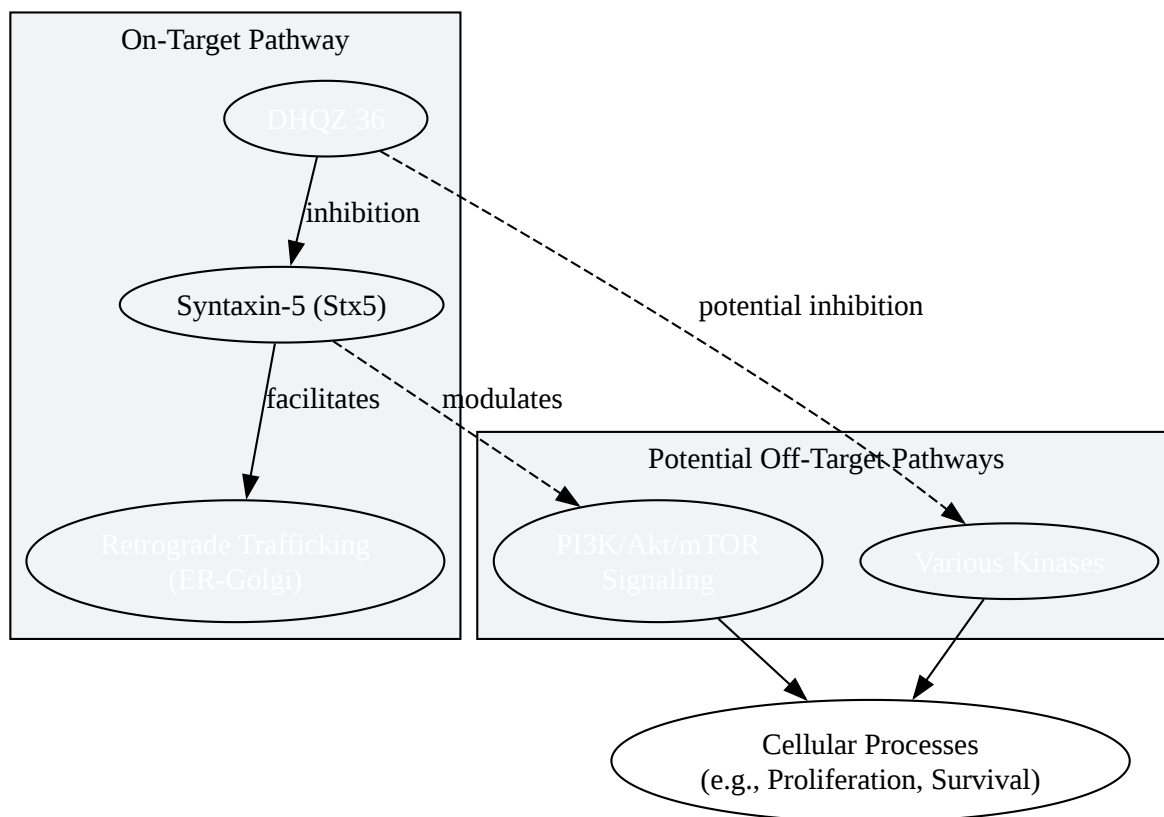 On-Target Pathway
DHQZ 36
inhibition
Syntaxin-5 (Stx5)
potential inhibition
facilitates
modulates
Potential Off-Target Pathways
Retrograde Trafficking
(ER-Golgi)
PI3K/Akt/mTOR
Signaling
Various Kinases
Cellular Processes
(e.g., Proliferation, Survival)